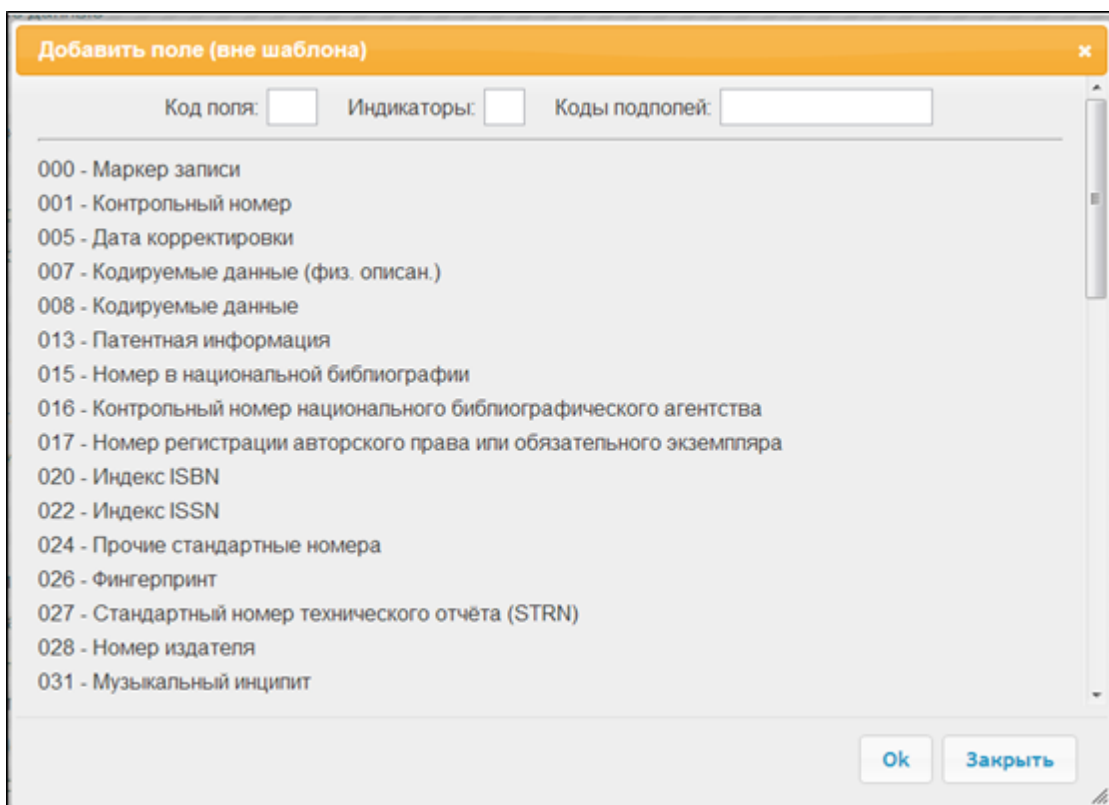 Добавить поле (вне шаблона)
Код поля: Индикаторы: Коды подполей:
000 - Маркер записи
001 - Контрольный номер
005 - Дата корректировки
007 - Кодируемые данные (физ. описан.)
008 - Кодируемые данные
013 - Патентная информация
015 - Номер в национальной библиографии
016 - Контрольный номер национального библиографического агентства
017 - Номер регистрации авторского права или обязательного экземпляра
020 - Индекс ISBN
022 - Индекс ISSN
024 - Прочие стандартные номера
026 - Фингерпринт
027 - Стандартный номер технического отчёта (STRN)
028 - Номер издателя
031 - Музыкальный инципит
Ok Закрыть